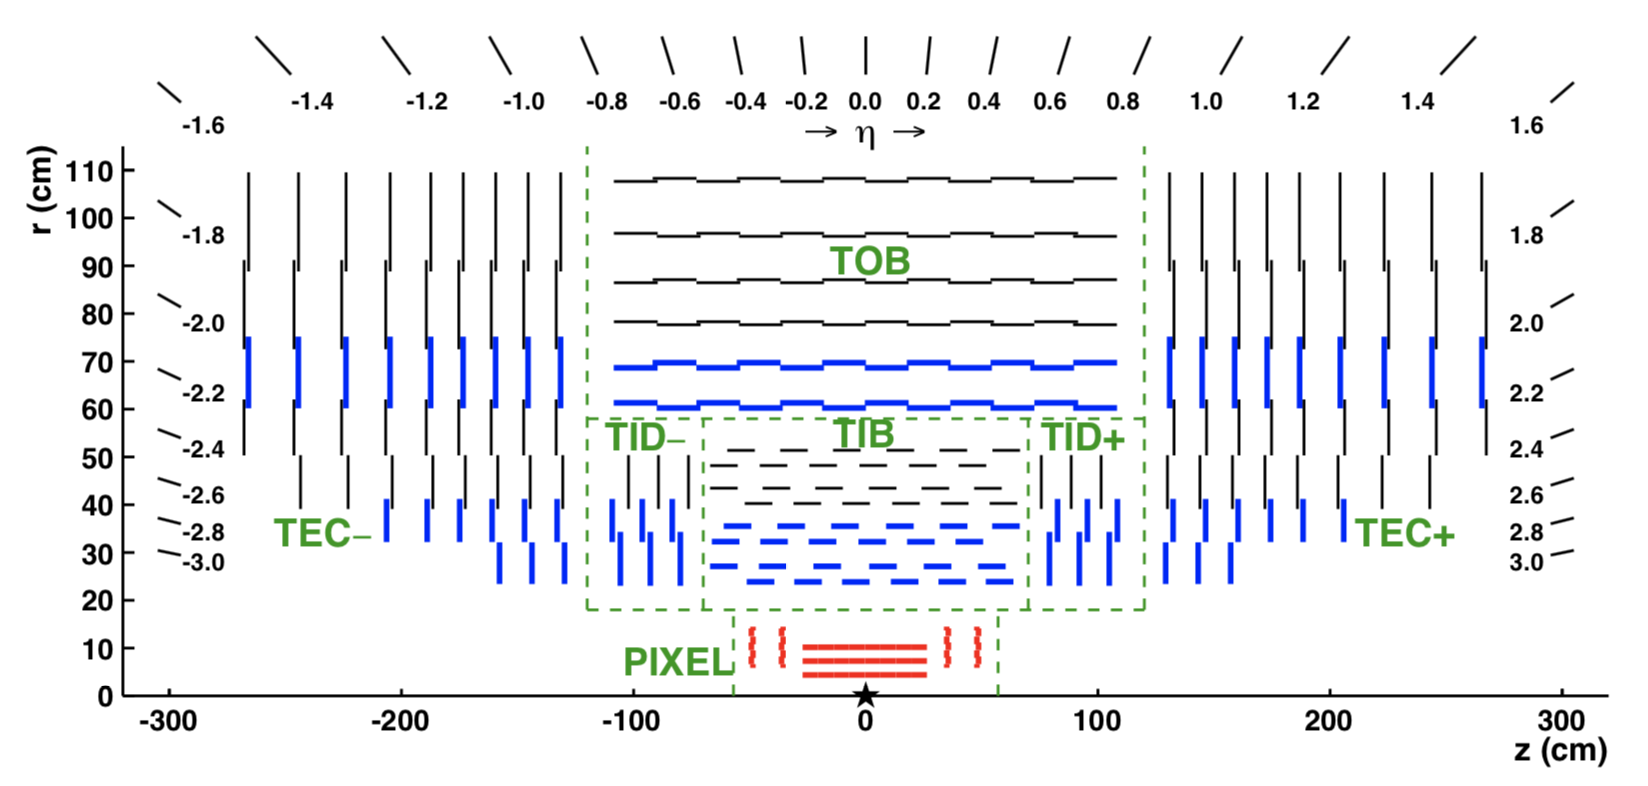 -1.4 -1.2 -1.0 -0.8 -0.6 -0.4 -0.2 0.0 0.2 0.4 0.6 0.8 1.0 1.2 1.4
-1.6 → η → 1.6
r (cm)
110
100
-1.8 1.8
90 TOB
80 -2.0 2.0
70
-2.2 2.2
60
TID– TIB TID+
50 -2.4 2.4
-2.6 2.6
40
TEC– -2.8 TEC+ 2.8
30 -3.0 3.0
20
10 PIXEL
0
-300 -200 -100 0 100 200 300
z (cm)